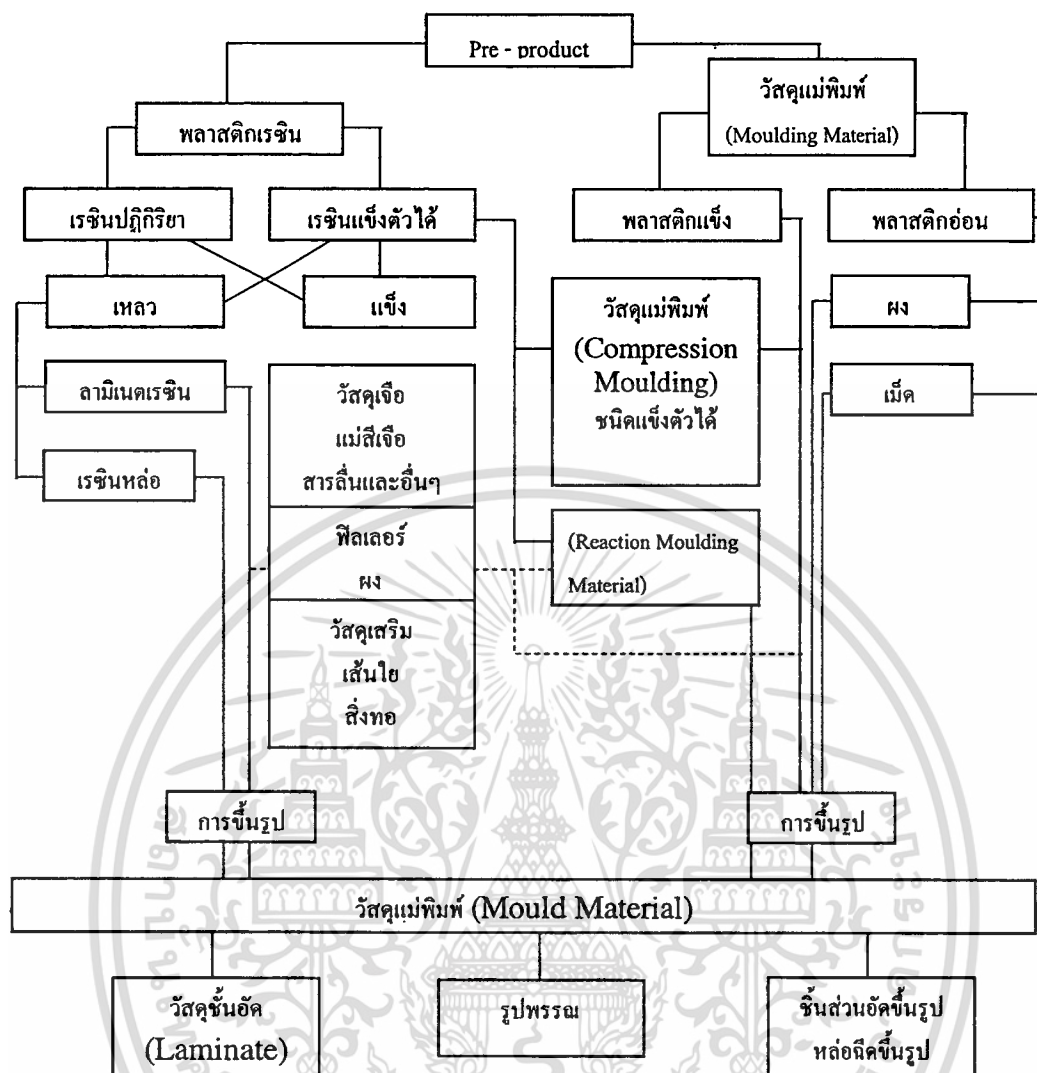 Pre - product
วัสดุแม่พิมพ์
(Moulding Material)
พลาสติกเรซิน
เรซินปฏิกิริยา
เรซินแข็งตัวได้
พลาสติกแข็ง
พลาสติกอ่อน
เหลว
แข็ง
วัสดุแม่พิมพ์
(Compression
Moulding)
ชนิดแข็งตัวได้
ผง
ลามิเนตเรซิน
วัสดุเจือ
แม่สีเจือ
สารลื่นและอื่นๆ
เม็ด
เรซินหล่อ
ฟิลเลอร์
ผง
(Reaction Moulding
Material)
วัสดุเสริม
เส้นใย
สิ่งทอ
การขึ้นรูป
การขึ้นรูป
วัสดุแม่พิมพ์ (Mould Material)
วัสดุชั้นอัด
(Laminate)
รูปพรรณ
ชิ้นส่วนอัดขึ้นรูป
หล่อฉีดขึ้นรูป